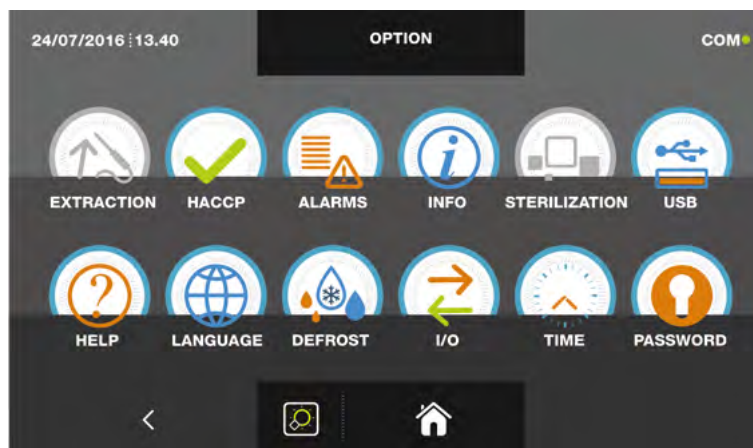 24/07/2016 13.40 OPTION COM
EXTRACTION HACCP ALARMS INFO STERILIZATION USB
HELP LANGUAGE DEFROST I/O TIME PASSWORD